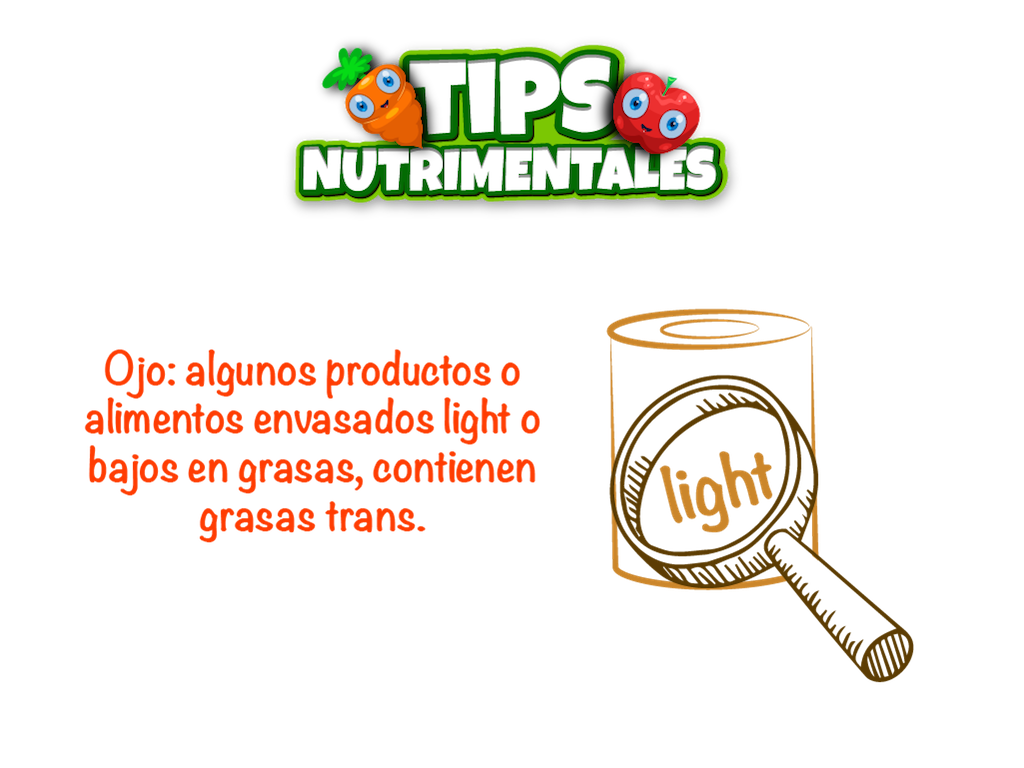 TIPS
NUTRIMENTALES
Ojo: algunos productos o
alimentos envasados light o
bajos en grasas, contienen
grasas trans.
light